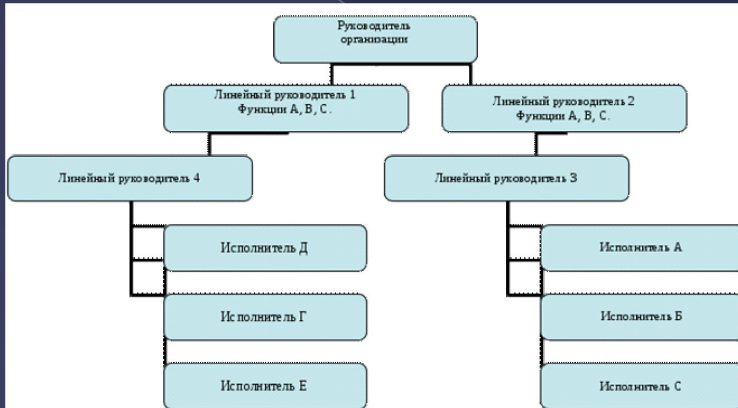 Руководитель
организации
Линейный руководитель 1
Функции А, В, С .
Линейный руководитель 2
Функции А, В, С.
Линейный руководитель 4
Линейный руководитель 3
Исполнитель Д
Исполнитель А
Исполнитель Г
Исполнитель Б
Исполнитель Е
Исполнитель С